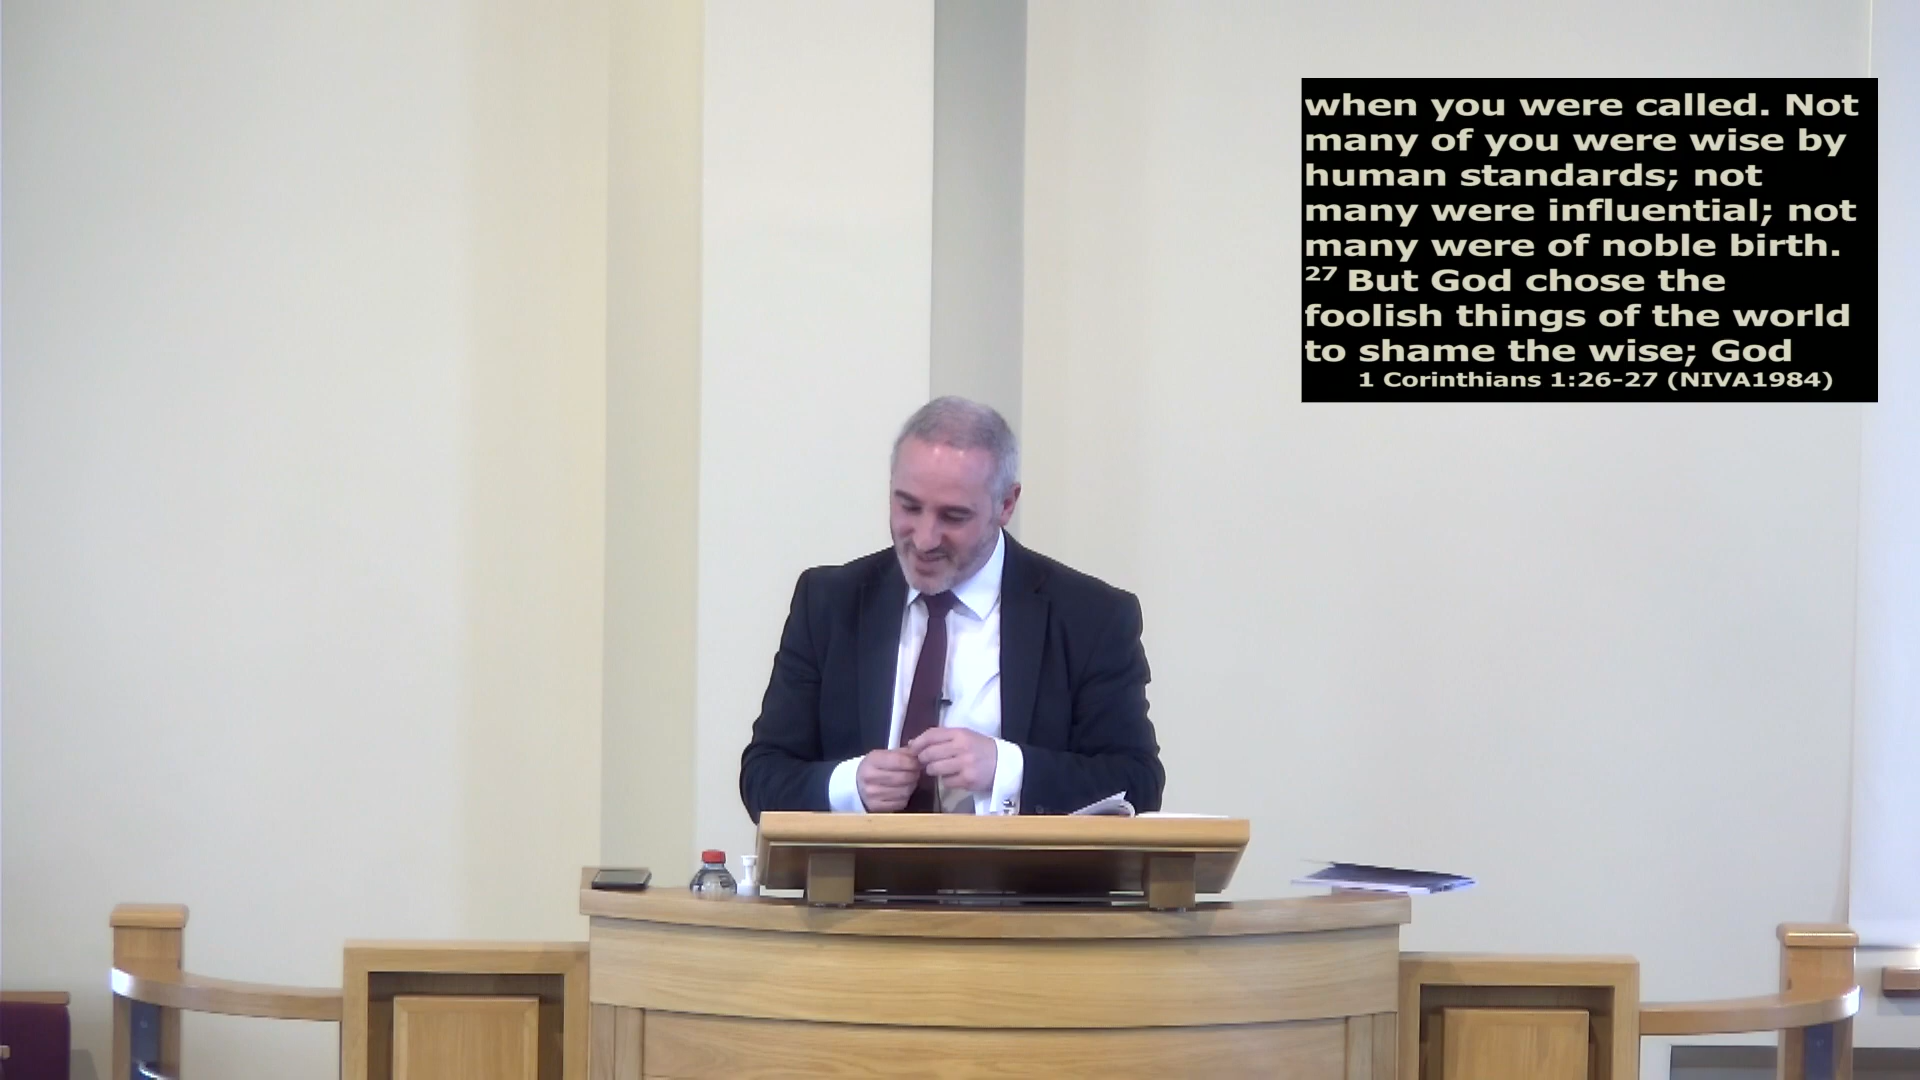 when you were called. Not
many of you were wise by
human standards; not
many were influential; not
many were of noble birth.
27 But God chose the
foolish things of the world
to shame the wise; God
1 Corinthians 1:26-27 (NIVA1984)